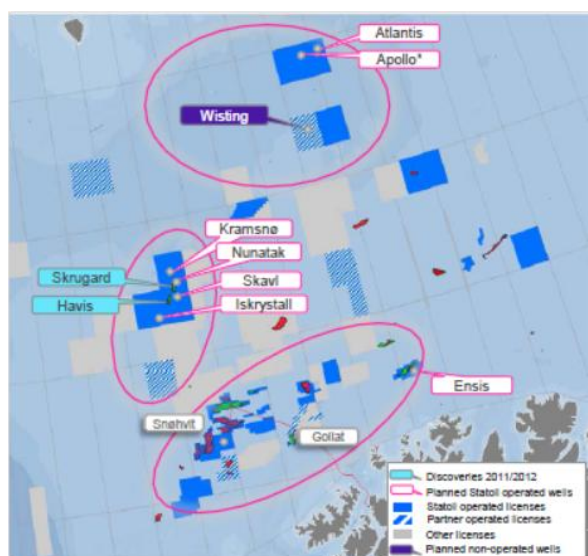 Atlantis
Apollo*
Wisting
Kramsnø
Nunatak
Skrugard
Skavl
Havis
Iskrystall
Ensis
Snøhvit
Goliat
Discoveries 2011/2012
Planned Statoil operated wells
Statoil operated licenses
Partner operated licenses
Other licenses
Planned non-operated wells